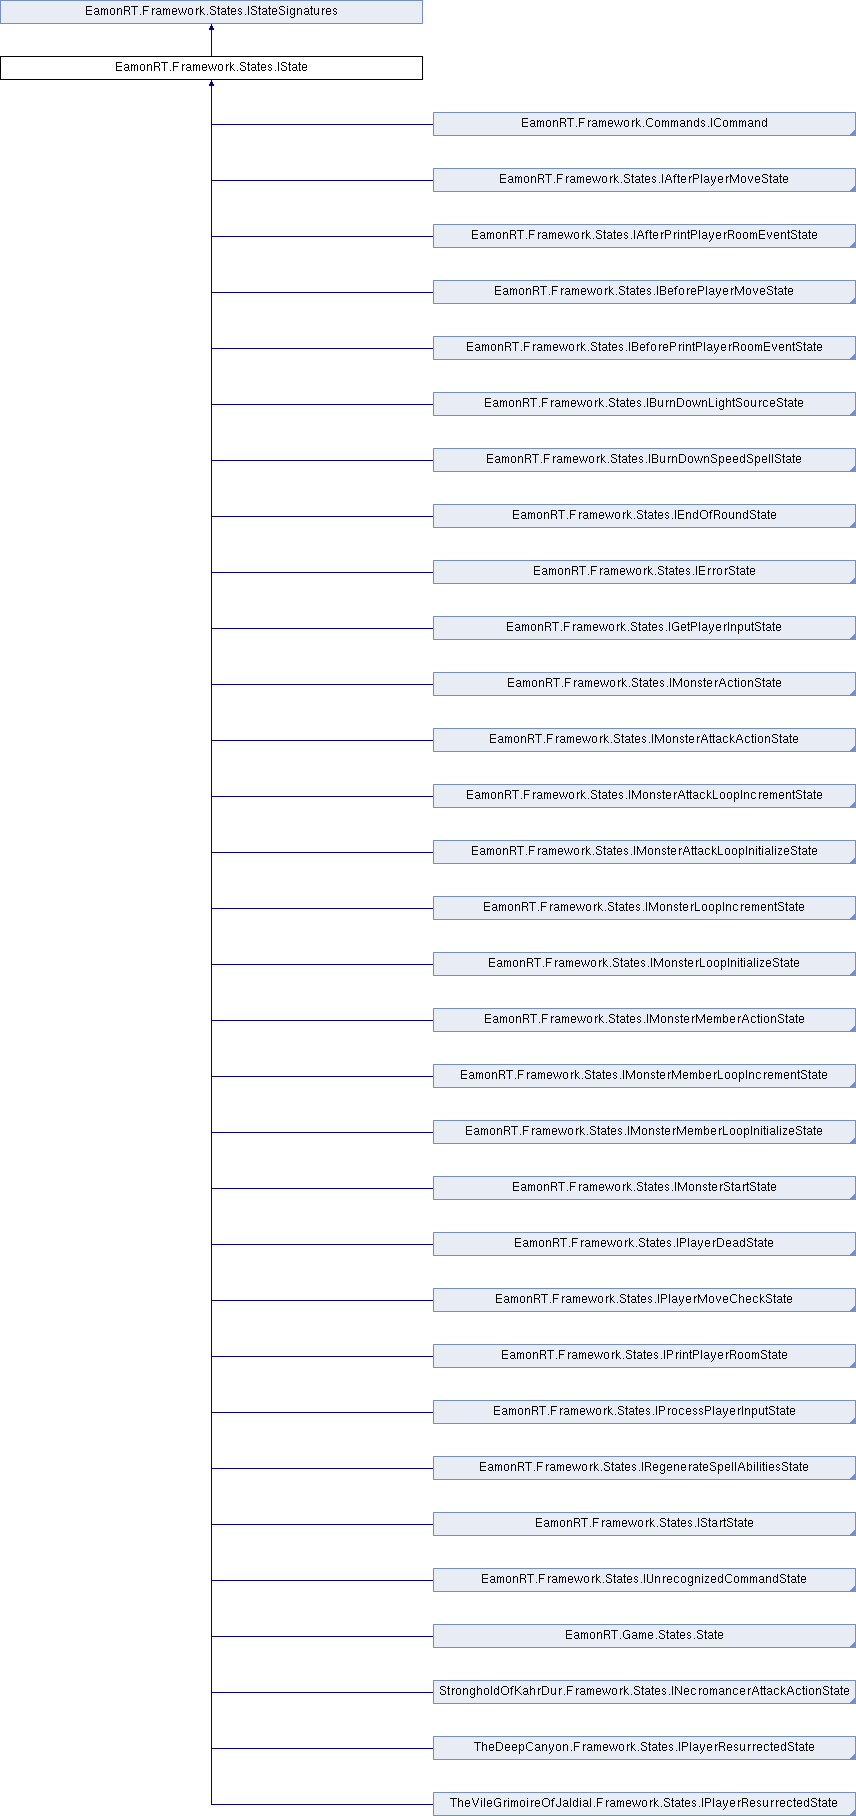 EamonRT.Framework.States.IStateSignatures
EamonRT.Framework.States.IState
EamonRT.Framework.Commands.ICommand
EamonRT.Framework.States.IAfterPlayerMoveState
EamonRT.Framework.States.IAfterPrintPlayerRoomEventState
EamonRT.Framework.States.IBeforePlayerMoveState
EamonRT.Framework.States.IBeforePrintPlayerRoomEventState
EamonRT.Framework.States.IBurnDownLightSourceState
EamonRT.Framework.States.IBurnDownSpeedSpellState
EamonRT.Framework.States.IEndOfRoundState
EamonRT.Framework.States.IErrorState
EamonRT.Framework.States.IGetPlayerInputState
EamonRT.Framework.States.IMonsterActionState
EamonRT.Framework.States.IMonsterAttackActionState
EamonRT.Framework.States.IMonsterAttackLoopIncrementState
EamonRT.Framework.States.IMonsterAttackLoopInitializeState
EamonRT.Framework.States.IMonsterLoopIncrementState
EamonRT.Framework.States.IMonsterLoopInitializeState
EamonRT.Framework.States.IMonsterMemberActionState
EamonRT.Framework.States.IMonsterMemberLoopIncrementState
EamonRT.Framework.States.IMonsterMemberLoopInitializeState
EamonRT.Framework.States.IMonsterStartState
EamonRT.Framework.States.IPlayerDeadState
EamonRT.Framework.States.IPlayerMoveCheckState
EamonRT.Framework.States.IPrintPlayerRoomState
EamonRT.Framework.States.IProcessPlayerInputState
EamonRT.Framework.States.IRegenerateSpellAbilitiesState
EamonRT.Framework.States.IStartState
EamonRT.Framework.States.IUnrecognizedCommandState
EamonRT.Game.States.State
StrongholdOfKahrDur.Framework.States.INecromancerAttackActionState
TheDeepCanyon.Framework.States.IPlayerResurrectedState
TheVileGrimoireOfJaldial.Framework.States.IPlayerResurrectedState